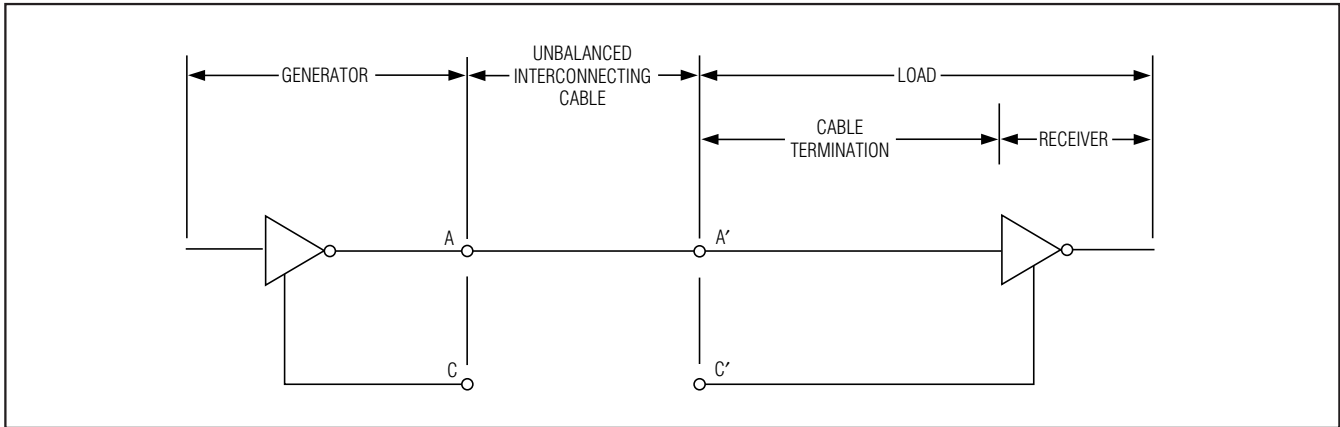 GENERATOR
UNBALANCED
INTERCONNECTING
CABLE
LOAD
CABLE
TERMINATION
RECEIVER
A
A′
C
C′